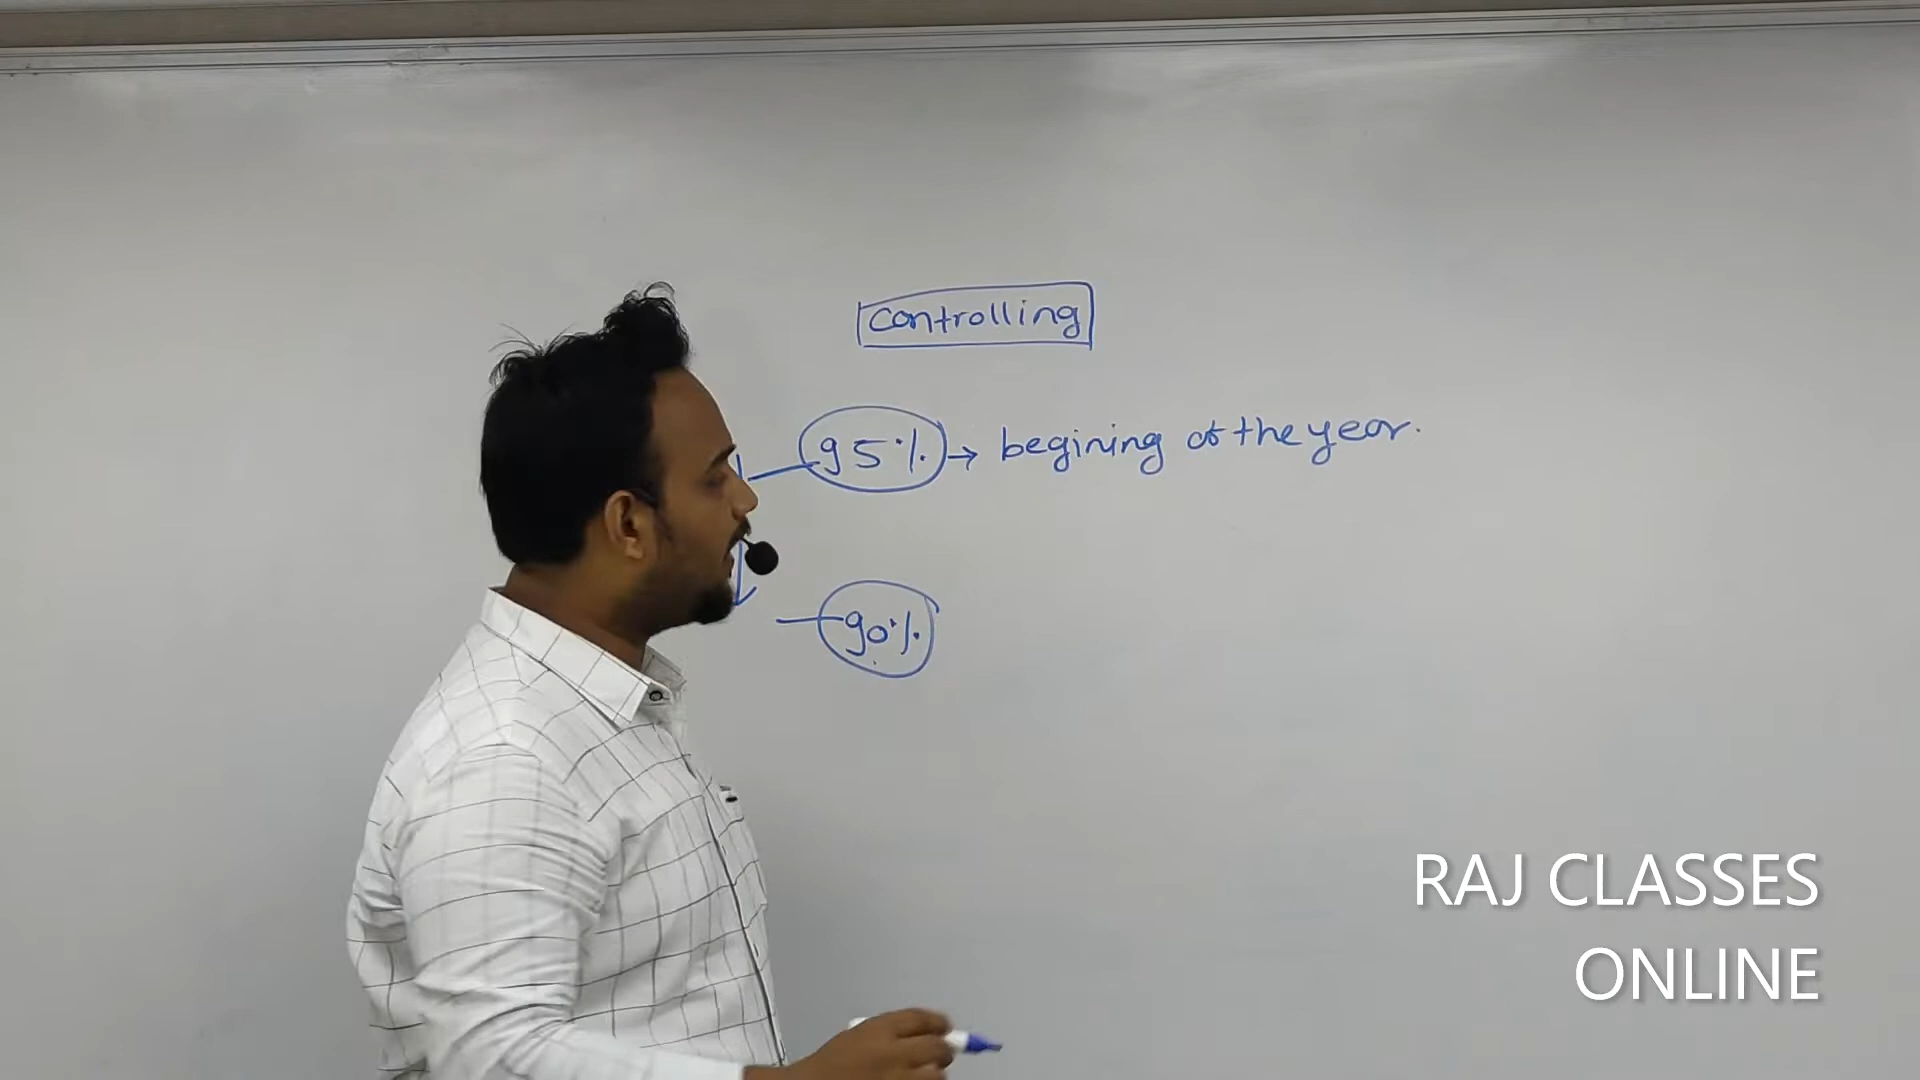 controlling
95% → begining of the year.
90%
RAJ CLASSES
ONLINE